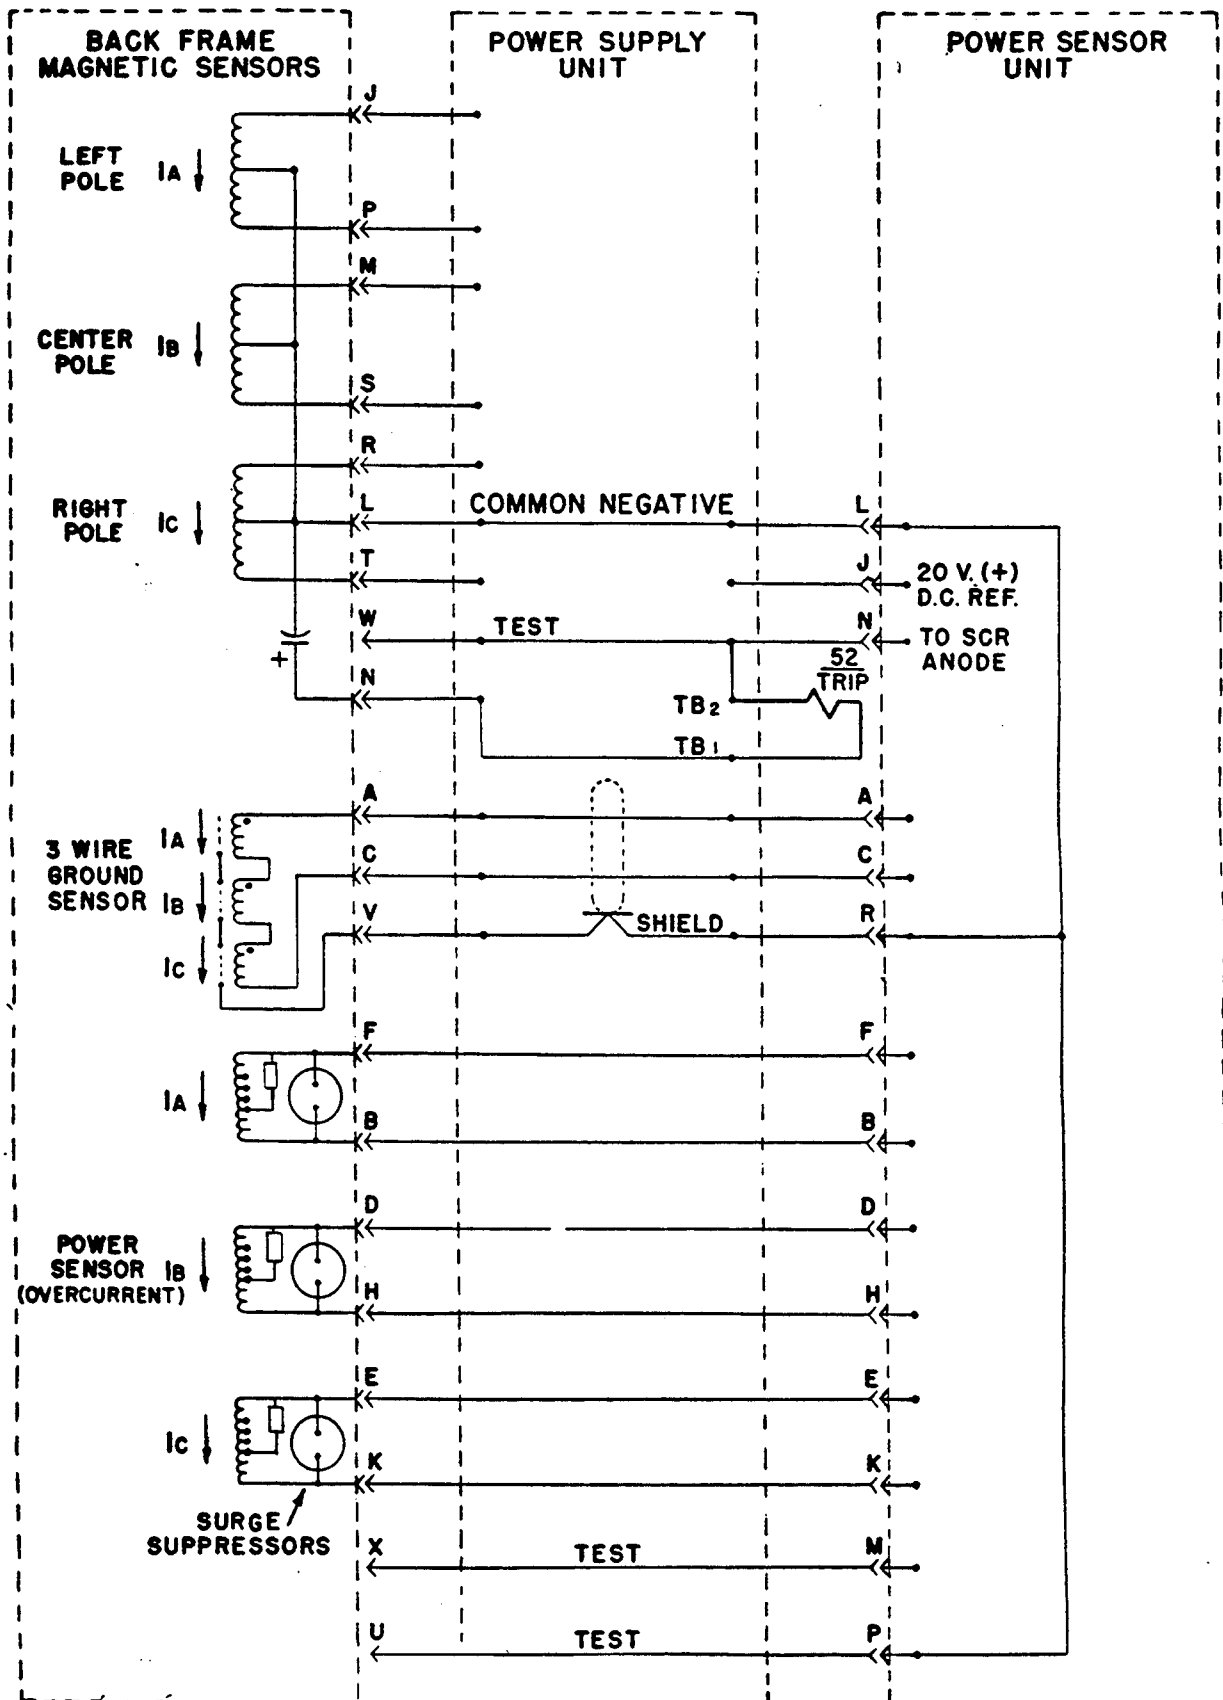 BACK FRAME
MAGNETIC SENSORS
POWER SUPPLY
UNIT
POWER SENSOR
UNIT
J
LEFT
POLE
IA
P
M
CENTER
POLE
IB
S
R
RIGHT
POLE
IC
L
COMMON NEGATIVE
L
T
J
20 V. (+)
D.C. REF.
W
TEST
N
TO SCR
ANODE
+
52
TRIP
N
TB2
TB1
A
A
3 WIRE
GROUND
SENSOR
IA
IB
IC
C
C
V
SHIELD
R
F
F
IA
B
B
D
D
POWER
SENSOR IB
(OVERCURRENT)
H
H
E
E
IC
K
K
SURGE
SUPPRESSORS
X
TEST
M
U
TEST
P